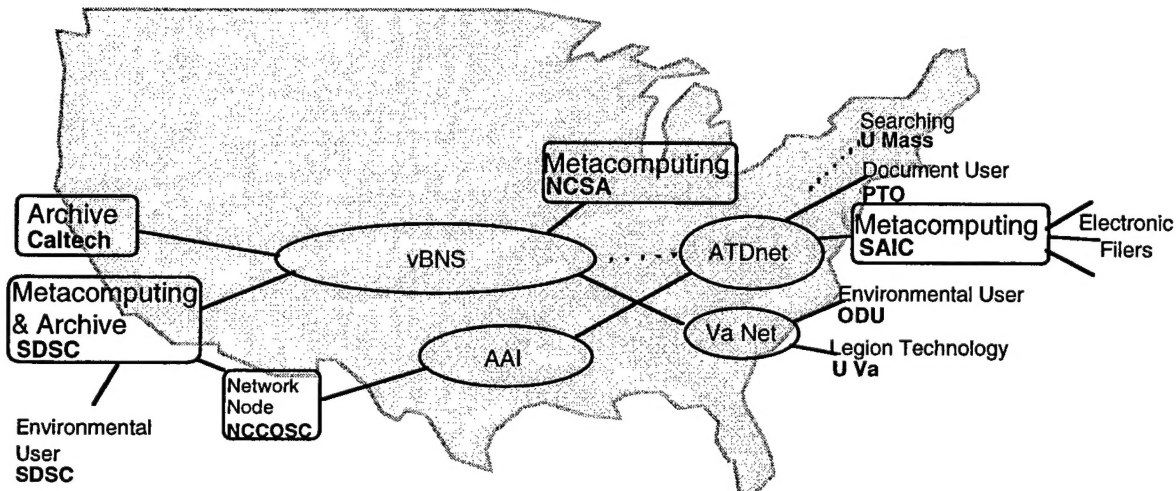 Searching
U Mass
Document User
PTO
Metacomputing
NCSA
Archive
Caltech
Metacomputing
SAIC
Electronic
Filers
vBNS
ATDnet
Metacomputing
& Archive
SDSC
Environmental User
ODU
Va Net
Legion Technology
U Va
AAI
Network
Node
NCCOSC
Environmental
User
SDSC